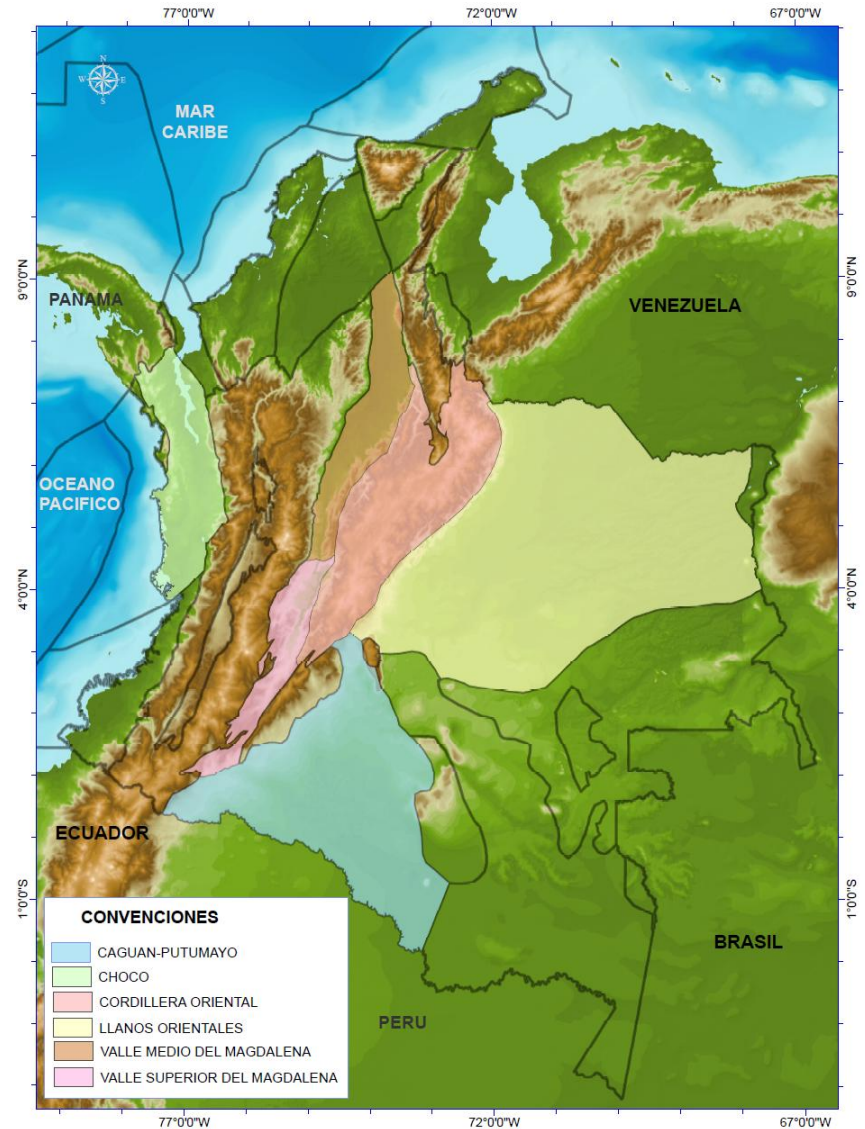 77°0'0"W
72°0'0"W
67°0'0"W
N
W
E
S
MAR
CARIBE
9°0'0"N
9°0'0"N
PANAMA
VENEZUELA
OCEANO
PACIFICO
4°0'0"N
4°0'0"N
ECUADOR
1°0'0"S
1°0'0"S
BRASIL
PERU
CONVENCIONES
CAGUAN-PUTUMAYO
CHOCO
CORDILLERA ORIENTAL
LLANOS ORIENTALES
VALLE MEDIO DEL MAGDALENA
VALLE SUPERIOR DEL MAGDALENA
77°0'0"W
72°0'0"W
67°0'0"W